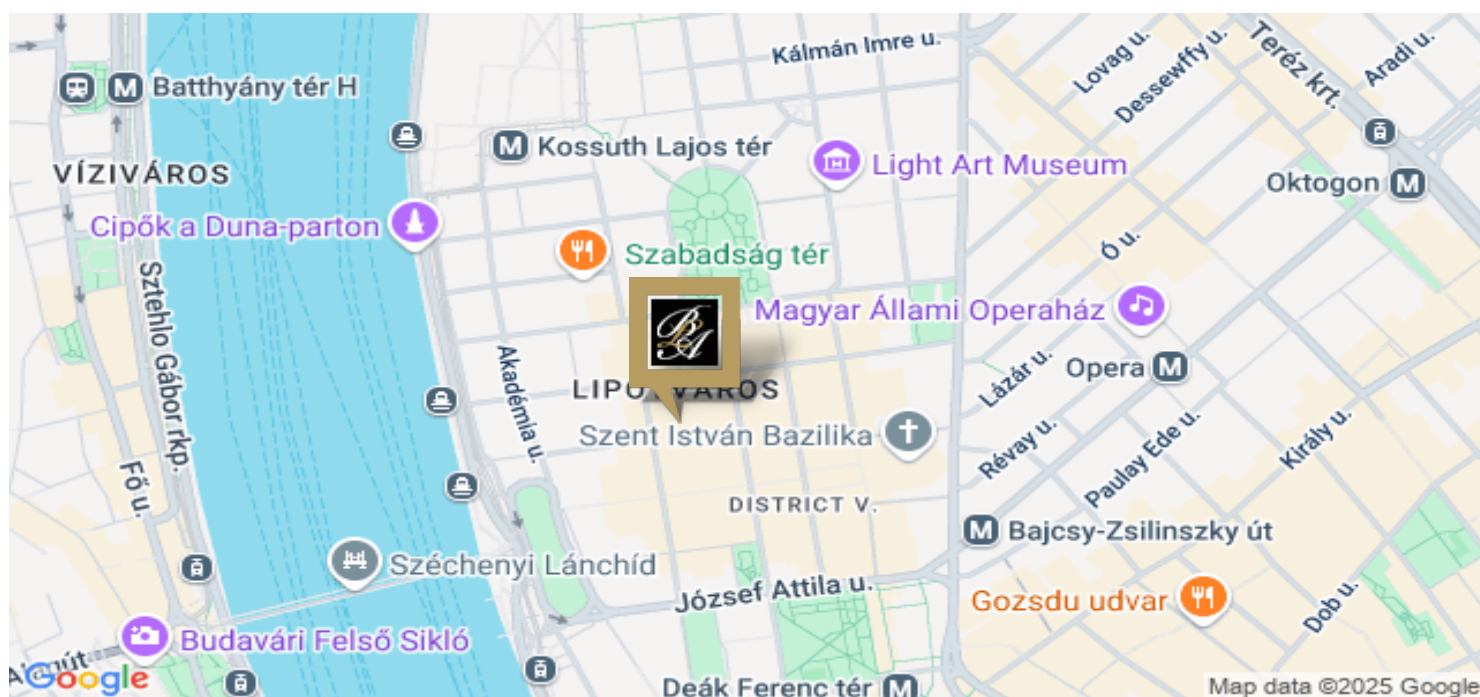 Kálmán Imre u.
Lovag u.
Dessewffy u.
Teréz krt.
Aradi u.
M Batthyány tér H
M Kossuth Lajos tér
Light Art Museum
VÍZIVÁROS
Oktogon M
Cipők a Duna-parton
Szabadság tér
Ó u.
Magyar Állami Operaház
Sztehlo Gábor rkp.
BA
Akadémia u.
Lázár u.
Opera M
Szent István Bazilika
Révay u.
Paulay Ede u.
Király u.
Fő u.
DISTRICT V.
M Bajcsy-Zsilinszky út
Széchenyi Lánchíd
József Attila u.
Gozsdu udvar
Dob u.
Budavári Felső Sikló
Google
Deák Ferenc tér M
Map data ©2025 Google